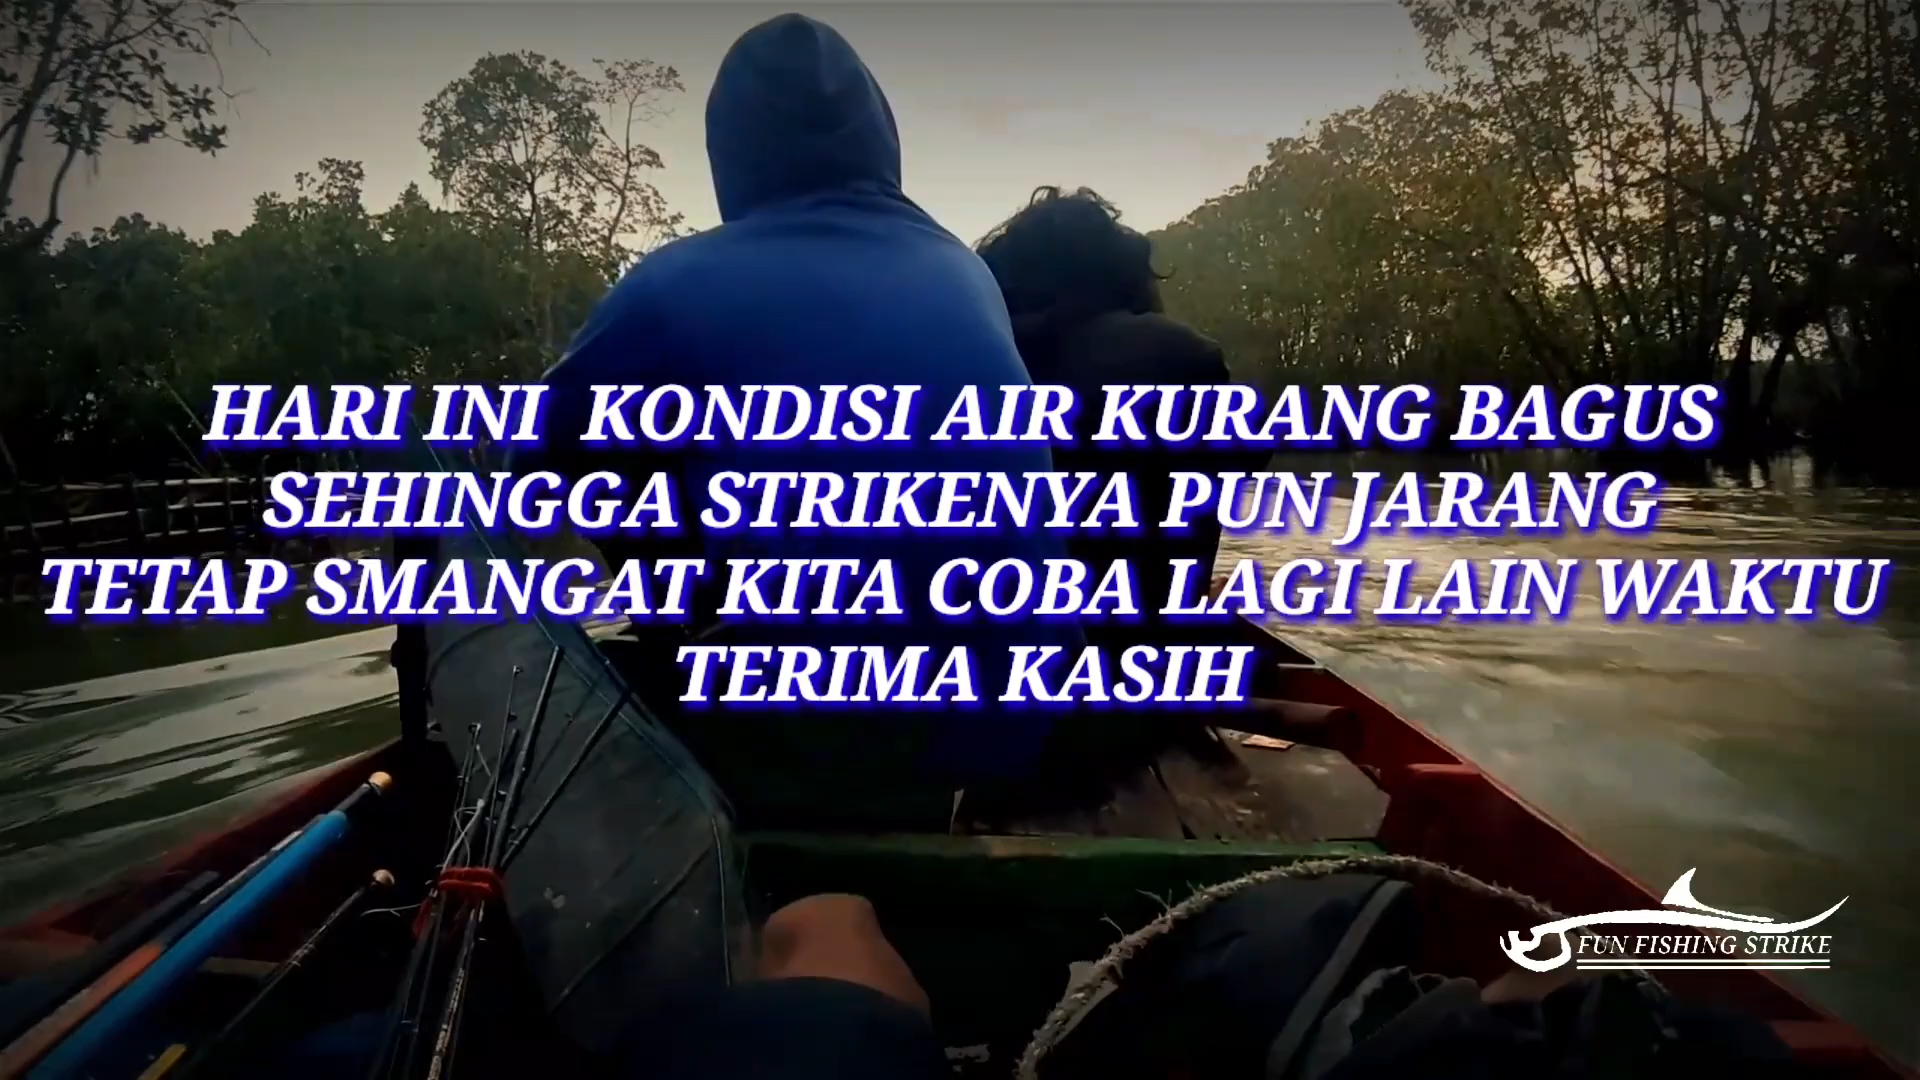 HARI INI KONDISI AIR KURANG BAGUS
SEHINGGA STRIKENYA PUN JARANG
TETAP SMANGAT KITA COBA LAGI LAIN WAKTU
TERIMA KASIH
FUN FISHING STRIKE